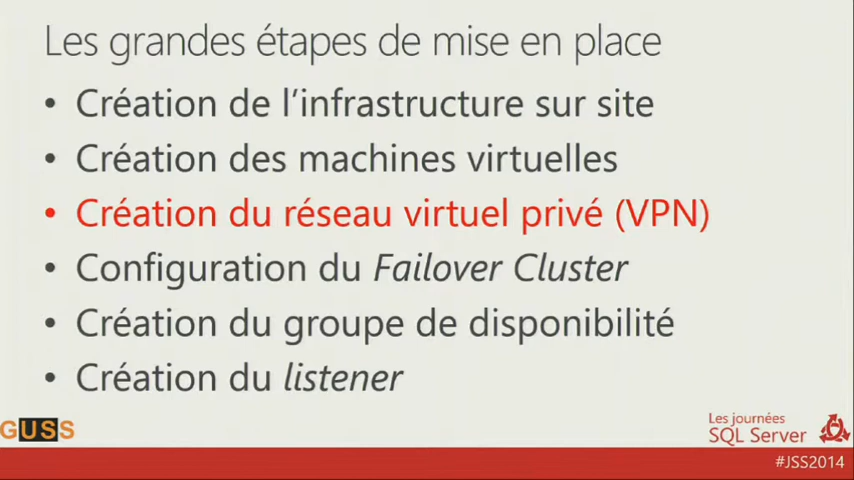 Les grandes étapes de mise en place
• Création de l'infrastructure sur site
• Création des machines virtuelles
• Création du réseau virtuel privé (VPN)
• Configuration du Failover Cluster
• Création du groupe de disponibilité
• Création du listener
GUSS
Les journées
SQL Server
#JSS2014